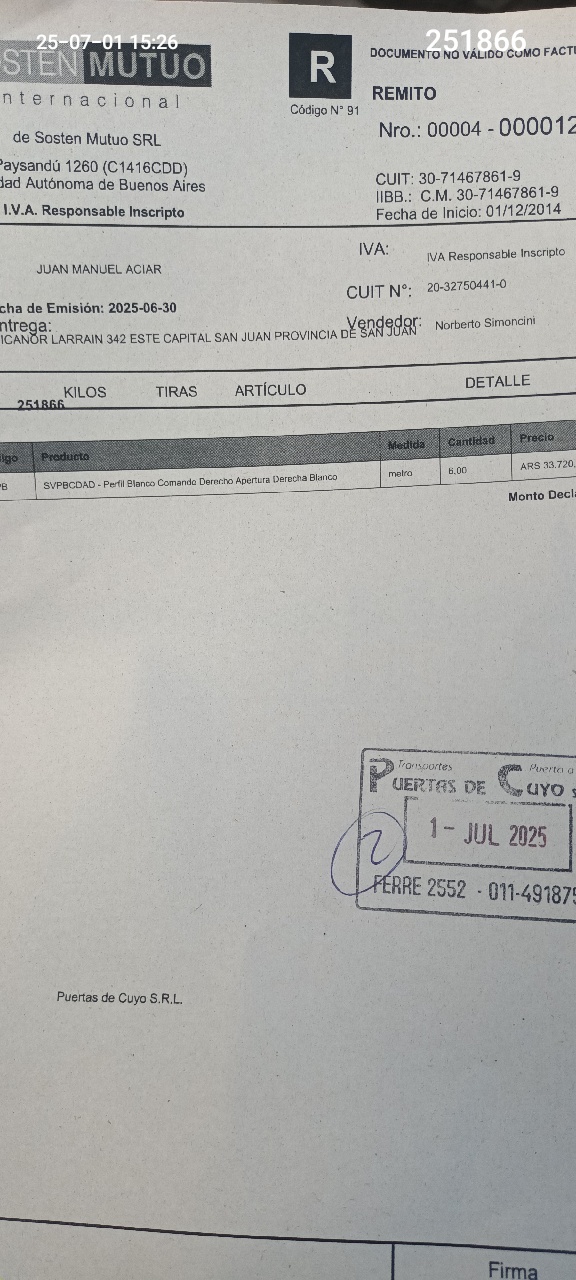 25-07-01 15:26
251866
OSTEN MUTUO
nternacional
de Sosten Mutuo SRL
Paysandú 1260 (C1416CDD)
dad Autónoma de Buenos Aires
I.V.A. Responsable Inscripto
R
Código N° 91
DOCUMENTO NO VÁLIDO COMO FACTU
REMITO
Nro.: 00004 - 000012
CUIT: 30-71467861-9
IIBB.: C.M. 30-71467861-9
Fecha de Inicio: 01/12/2014
JUAN MANUEL ACIAR
cha de Emisión: 2025-06-30
ntrega:
ICANOR LARRAIN 342 ESTE CAPITAL SAN JUAN PROVINCIA DE SAN JUAN
IVA: IVA Responsable Inscripto
CUIT N°: 20-32750441-0
Vendedor: Norberto Simoncini
KILOS TIRAS ARTÍCULO DETALLE
251866
igo Producto Medida Cantidad Precio
PB SVPBCDAD - Perfil Blanco Comando Derecho Apertura Derecha Blanco metro 6.00 ARS 33.720.
Monto Decla
Transportes Puerta a
PUERTAS DE CUYO S
1 - JUL 2025
FERRE 2552 - 011-491875
Puertas de Cuyo S.R.L.
Firma